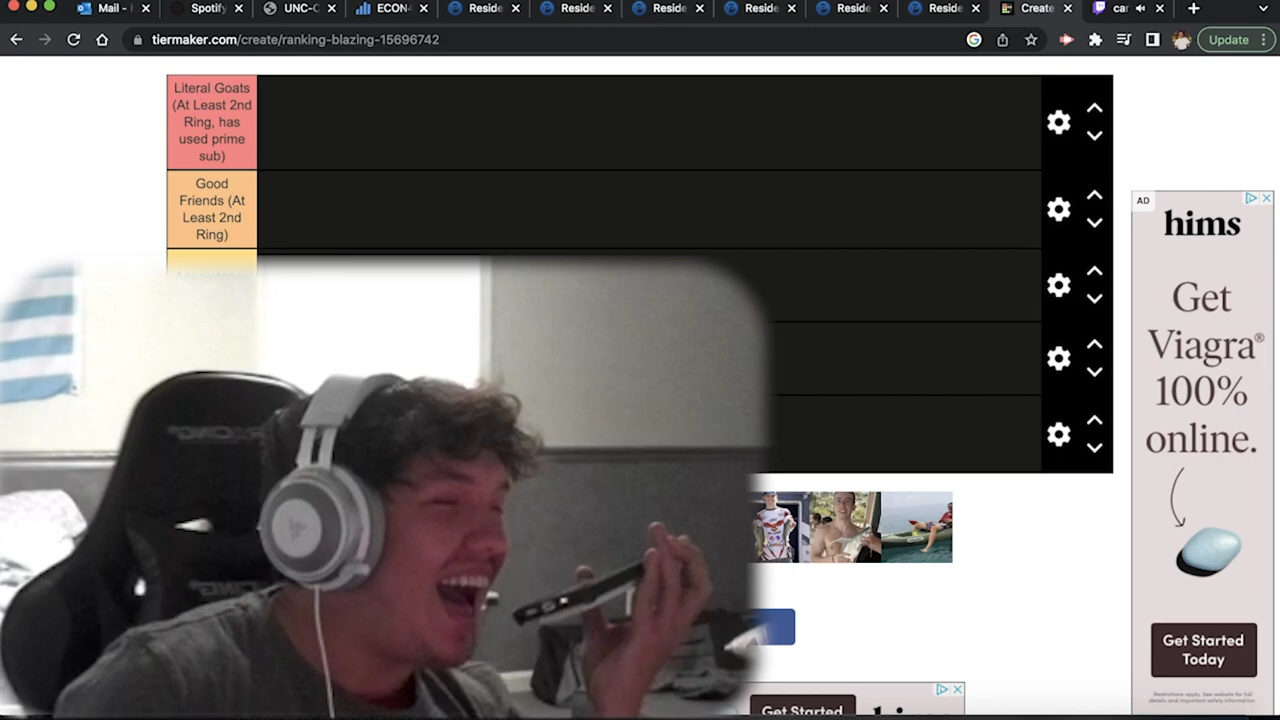 Mail -
Spotify
UNC-C
ECON4
Reside
Reside
Reside
Reside
Reside
Reside
Create
car
tiermaker.com/create/ranking-blazing-15696742
Update
Literal Goats
(At Least 2nd
Ring, has
used prime
sub)
Good
Friends (At
Least 2nd
Ring)
AD
hims
Get
Viagra®
100%
online.
Get Started
Today
Get Started